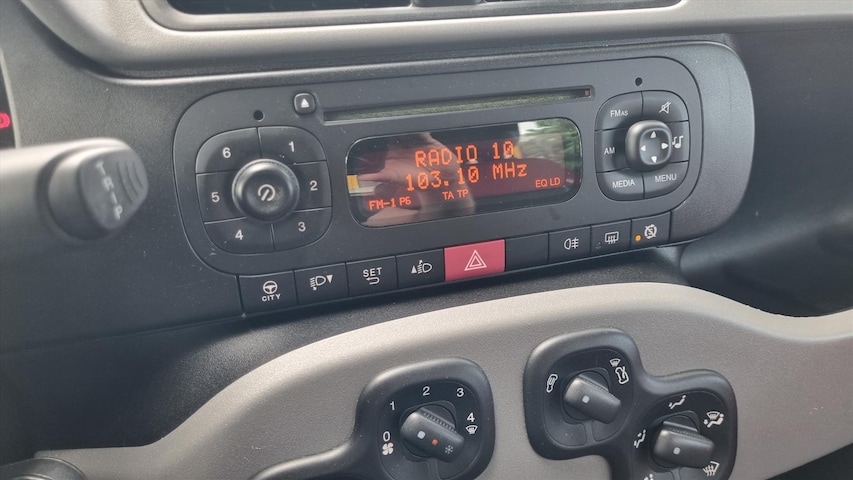 FMAS
6
1
RADIO 10
AM
5
2
103.10 MHz
MEDIA
MENU
TRIP
FM-1 P6
TA TP
EQ LD
4
3
SET
CITY
1
2
3
4
0